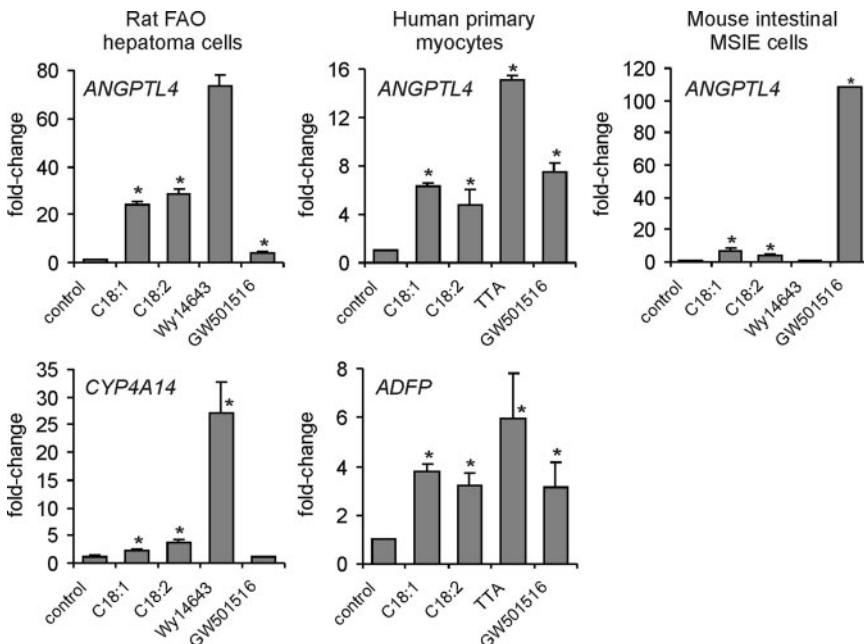 Rat FAO
hepatoma cells
Human primary
myocytes
Mouse intestinal
MSIE cells
ANGPTL4
fold-change
80
60
40
20
0
*
*
*
control
C18:1
C18:2
Wy14643
GW501516
ANGPTL4
fold-change
16
12
8
4
0
*
*
*
*
control
C18:1
C18:2
TTA
GW501516
ANGPTL4
fold-change
120
100
80
60
40
20
0
*
*
*
control
C18:1
C18:2
Wy14643
GW501516
CYP4A14
fold-change
35
30
25
20
15
10
5
0
*
*
*
control
C18:1
C18:2
Wy14643
GW501516
ADFP
fold-change
8
6
4
2
0
*
*
*
*
control
C18:1
C18:2
TTA
GW501516